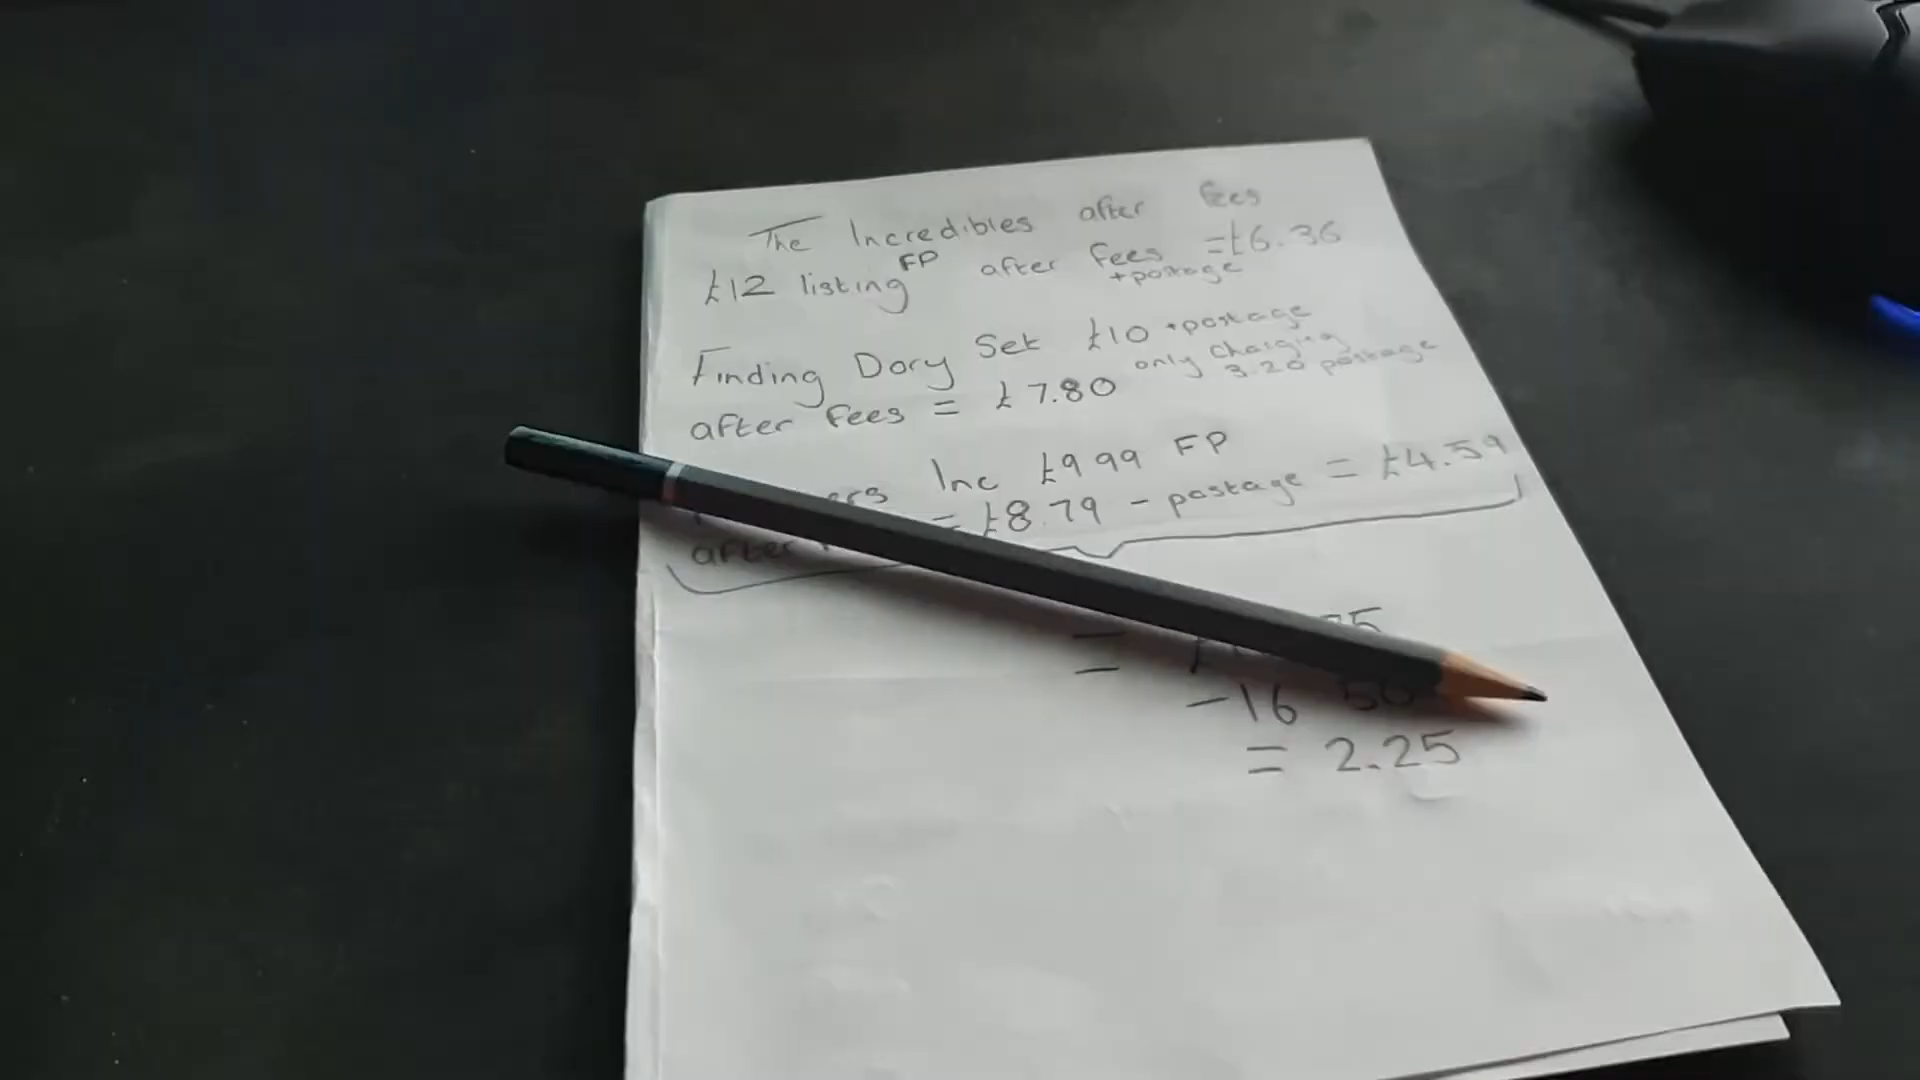 The Incredibles after fees
£12 listing FP after fees = £6.36
+postage
Finding Dory Set £10 +postage
only charging
3.20 postage
after fees = £7.80
Inc £9.99 FP
after = £8.79 - postage = £4.59
=
-16 50
= 2.25